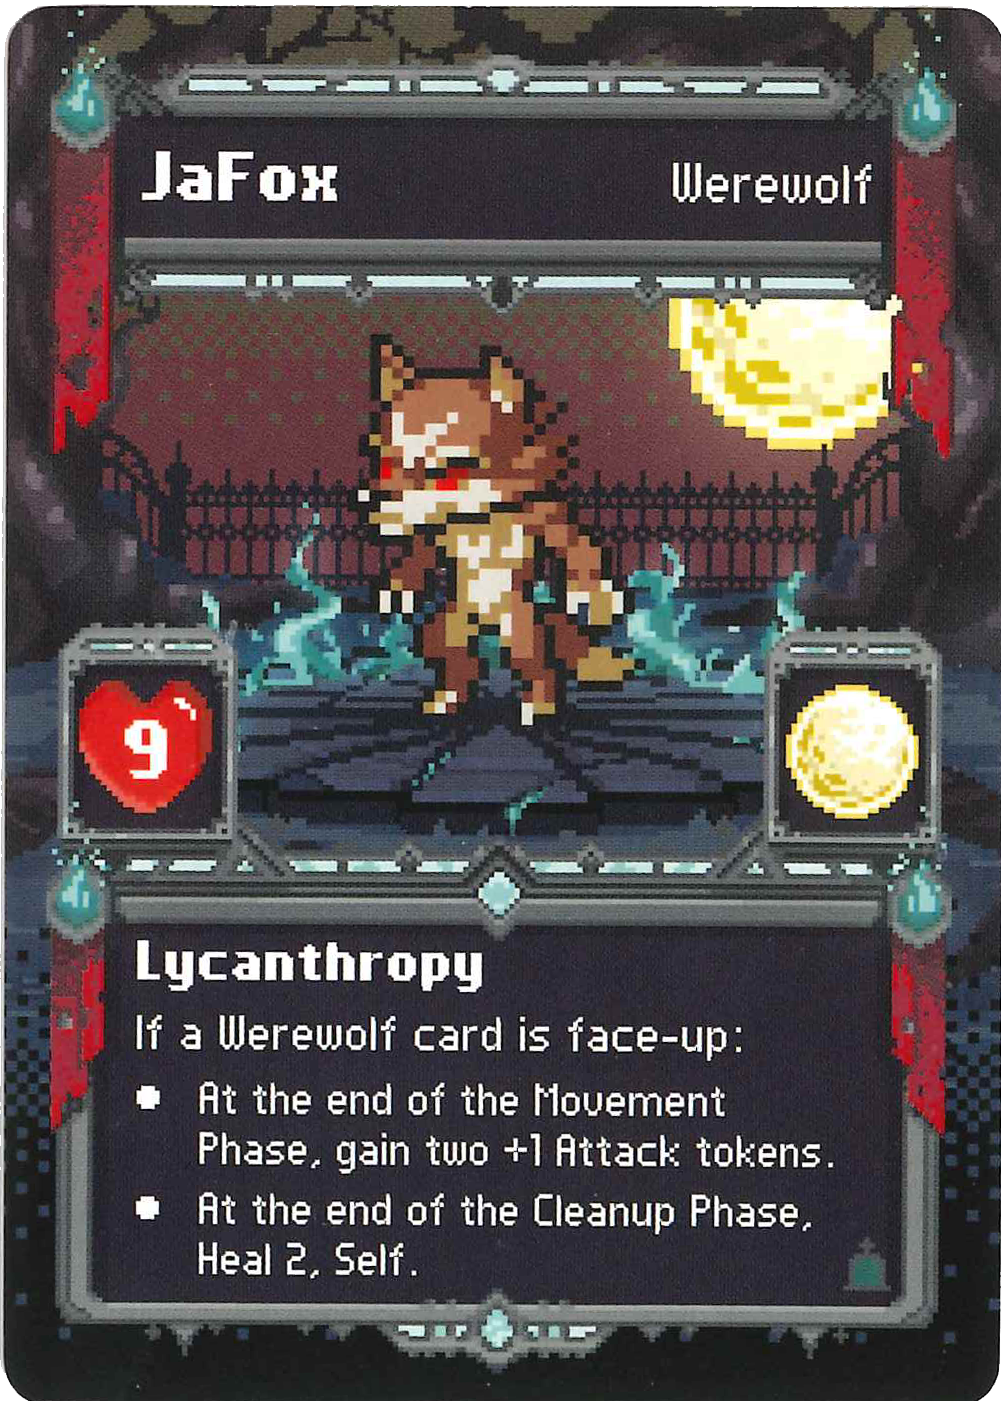 JaFox
Werewolf
9
Lycanthropy
If a Werewolf card is face-up:
● At the end of the Movement
Phase, gain two +1 Attack tokens.
● At the end of the Cleanup Phase,
Heal 2, Self.